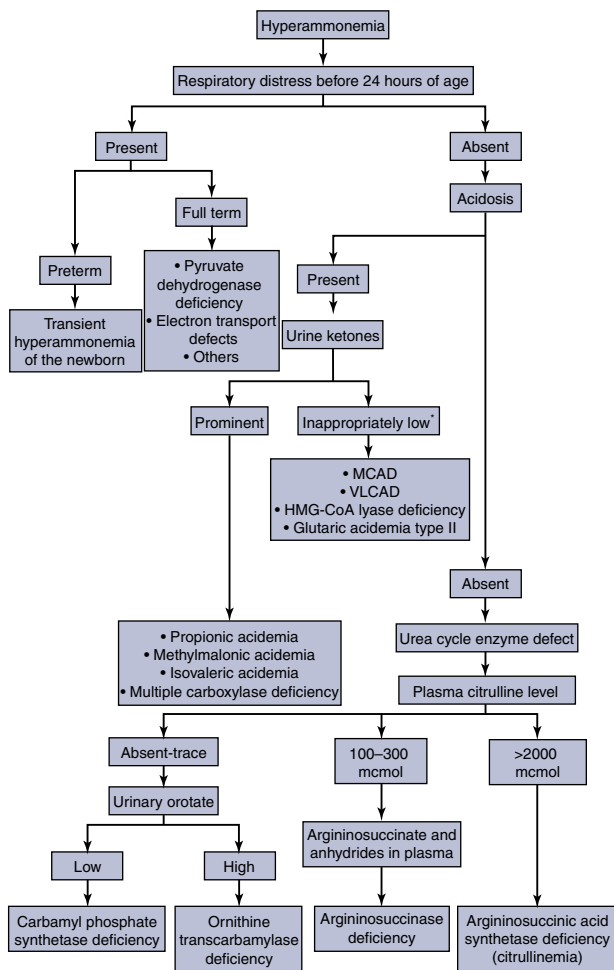 Hyperammonemia
Respiratory distress before 24 hours of age
Present
Absent
Full term
Acidosis
Preterm
• Pyruvate
dehydrogenase
deficiency
• Electron transport
defects
• Others
Present
Transient
hyperammonemia
of the newborn
Urine ketones
Prominent
Inappropriately low*
• MCAD
• VLCAD
• HMG-CoA lyase deficiency
• Glutaric acidemia type II
Absent
• Propionic acidemia
• Methylmalonic acidemia
• Isovaleric acidemia
• Multiple carboxylase deficiency
Urea cycle enzyme defect
Plasma citrulline level
Absent-trace
100–300
mcmol
>2000
mcmol
Urinary orotate
Argininosuccinate and
anhydrides in plasma
Low
High
Carbamyl phosphate
synthetase deficiency
Ornithine
transcarbamylase
deficiency
Argininosuccinase
deficiency
Argininosuccinic acid
synthetase deficiency
(citrullinemia)